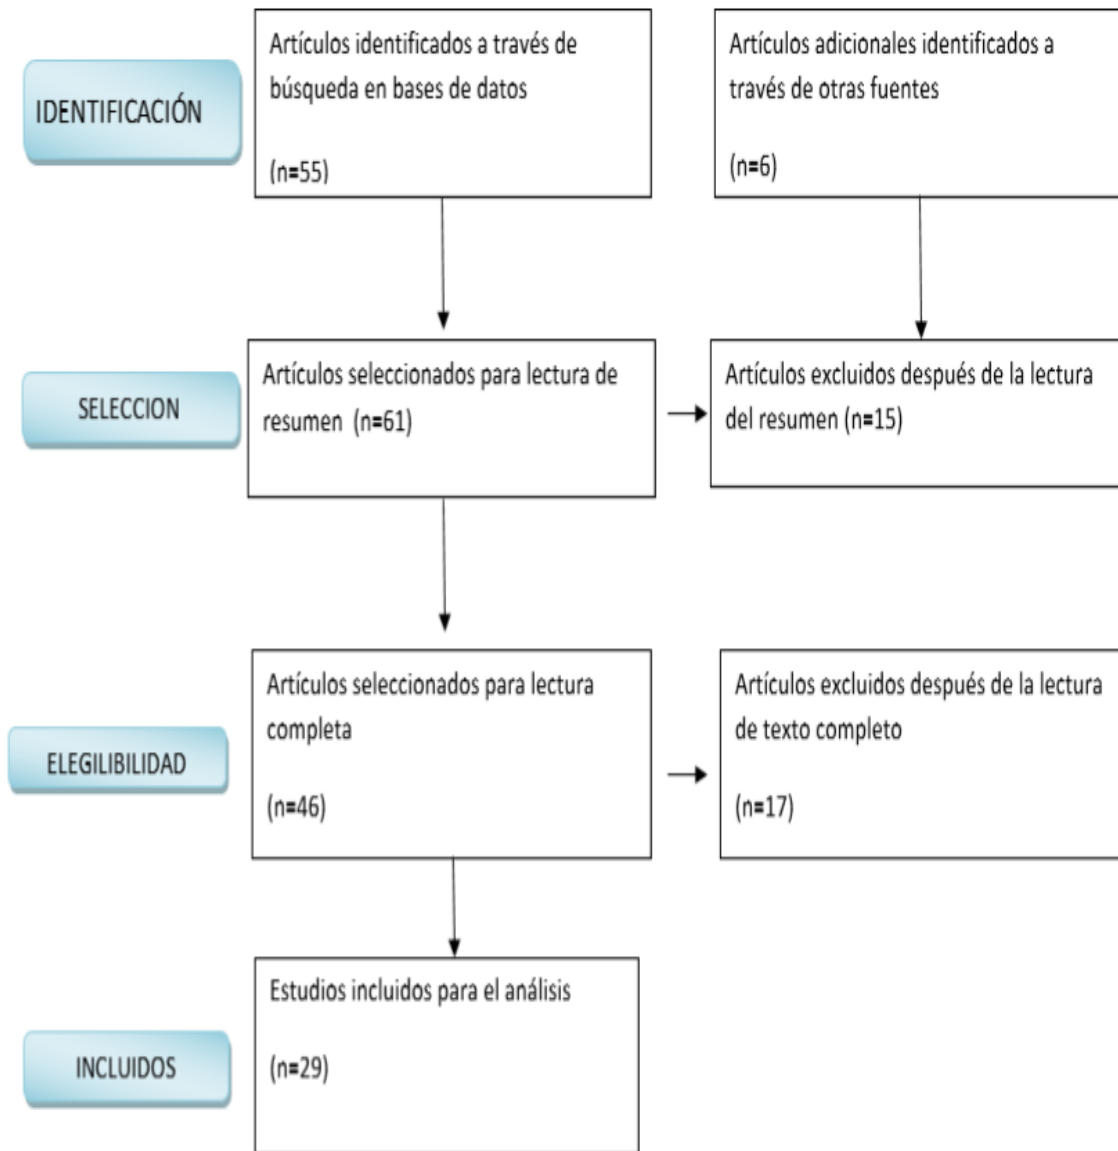 IDENTIFICACIÓN
Artículos identificados a través de
búsqueda en bases de datos
(n=55)
Artículos adicionales identificados a
través de otras fuentes
(n=6)
SELECCION
Artículos seleccionados para lectura de
resumen (n=61)
Artículos excluidos después de la lectura
del resumen (n=15)
ELEGILIBILIDAD
Artículos seleccionados para lectura
completa
(n=46)
Artículos excluidos después de la lectura
de texto completo
(n=17)
INCLUIDOS
Estudios incluidos para el análisis
(n=29)